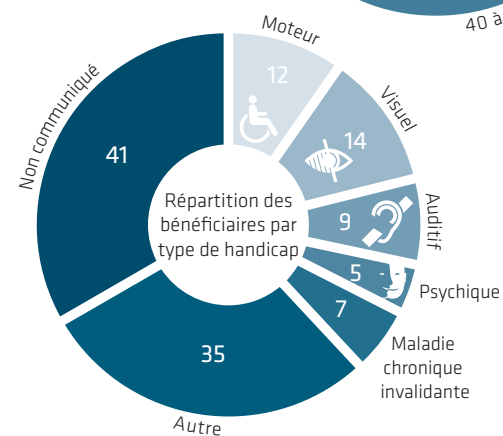 40 à
Moteur
12
Visuel
14
Auditif
9
Psychique
5
Maladie
chronique
invalidante
7
Autre
35
Non communiqué
41
Répartition des
bénéficiaires par
type de handicap